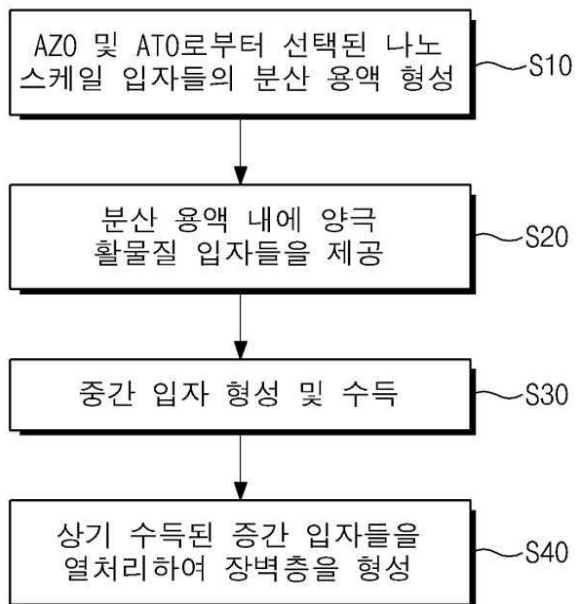 AZO 및 ATO로부터 선택된 나노
스케일 입자들의 분산 용액 형성
S10
분산 용액 내에 양극
활물질 입자들을 제공
S20
중간 입자 형성 및 수득
S30
상기 수득된 중간 입자들을
열처리하여 장벽층을 형성
S40